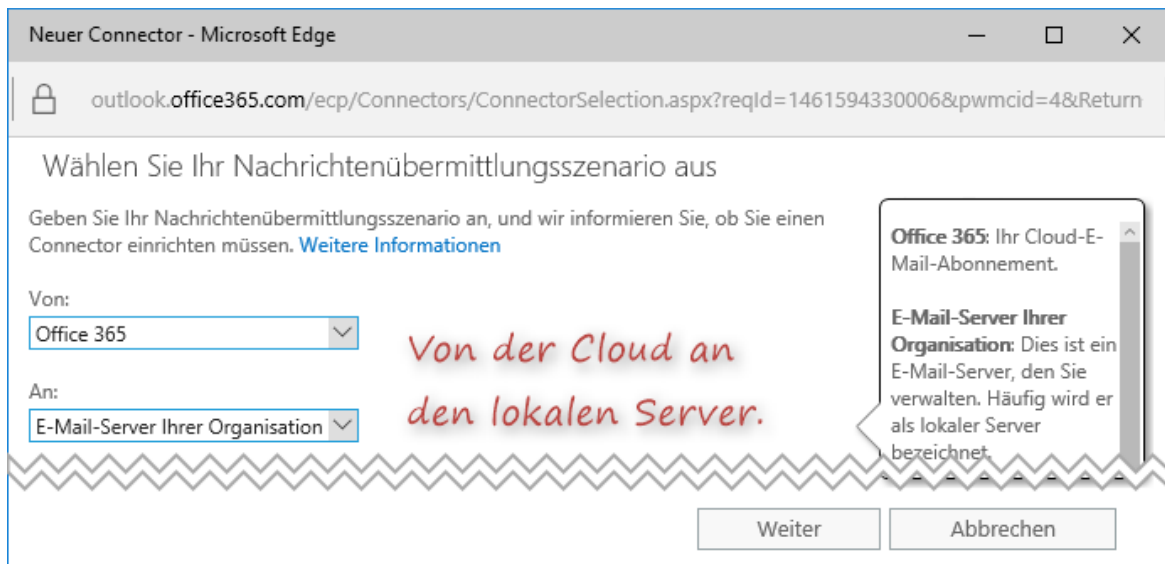 Neuer Connector - Microsoft Edge
outlook.office365.com/ecp/Connectors/ConnectorSelection.aspx?reqId=1461594330006&pwmcid=4&Return
Wählen Sie Ihr Nachrichtenübermittlungsszenario aus
Geben Sie Ihr Nachrichtenübermittlungsszenario an, und wir informieren Sie, ob Sie einen
Connector einrichten müssen. Weitere Informationen
Von:
Office 365
An:
E-Mail-Server Ihrer Organisation
Von der Cloud an
den lokalen Server.
Office 365: Ihr Cloud-E-
Mail-Abonnement.
E-Mail-Server Ihrer
Organisation: Dies ist ein
E-Mail-Server, den Sie
verwalten. Häufig wird er
als lokaler Server
bezeichnet.
Weiter
Abbrechen